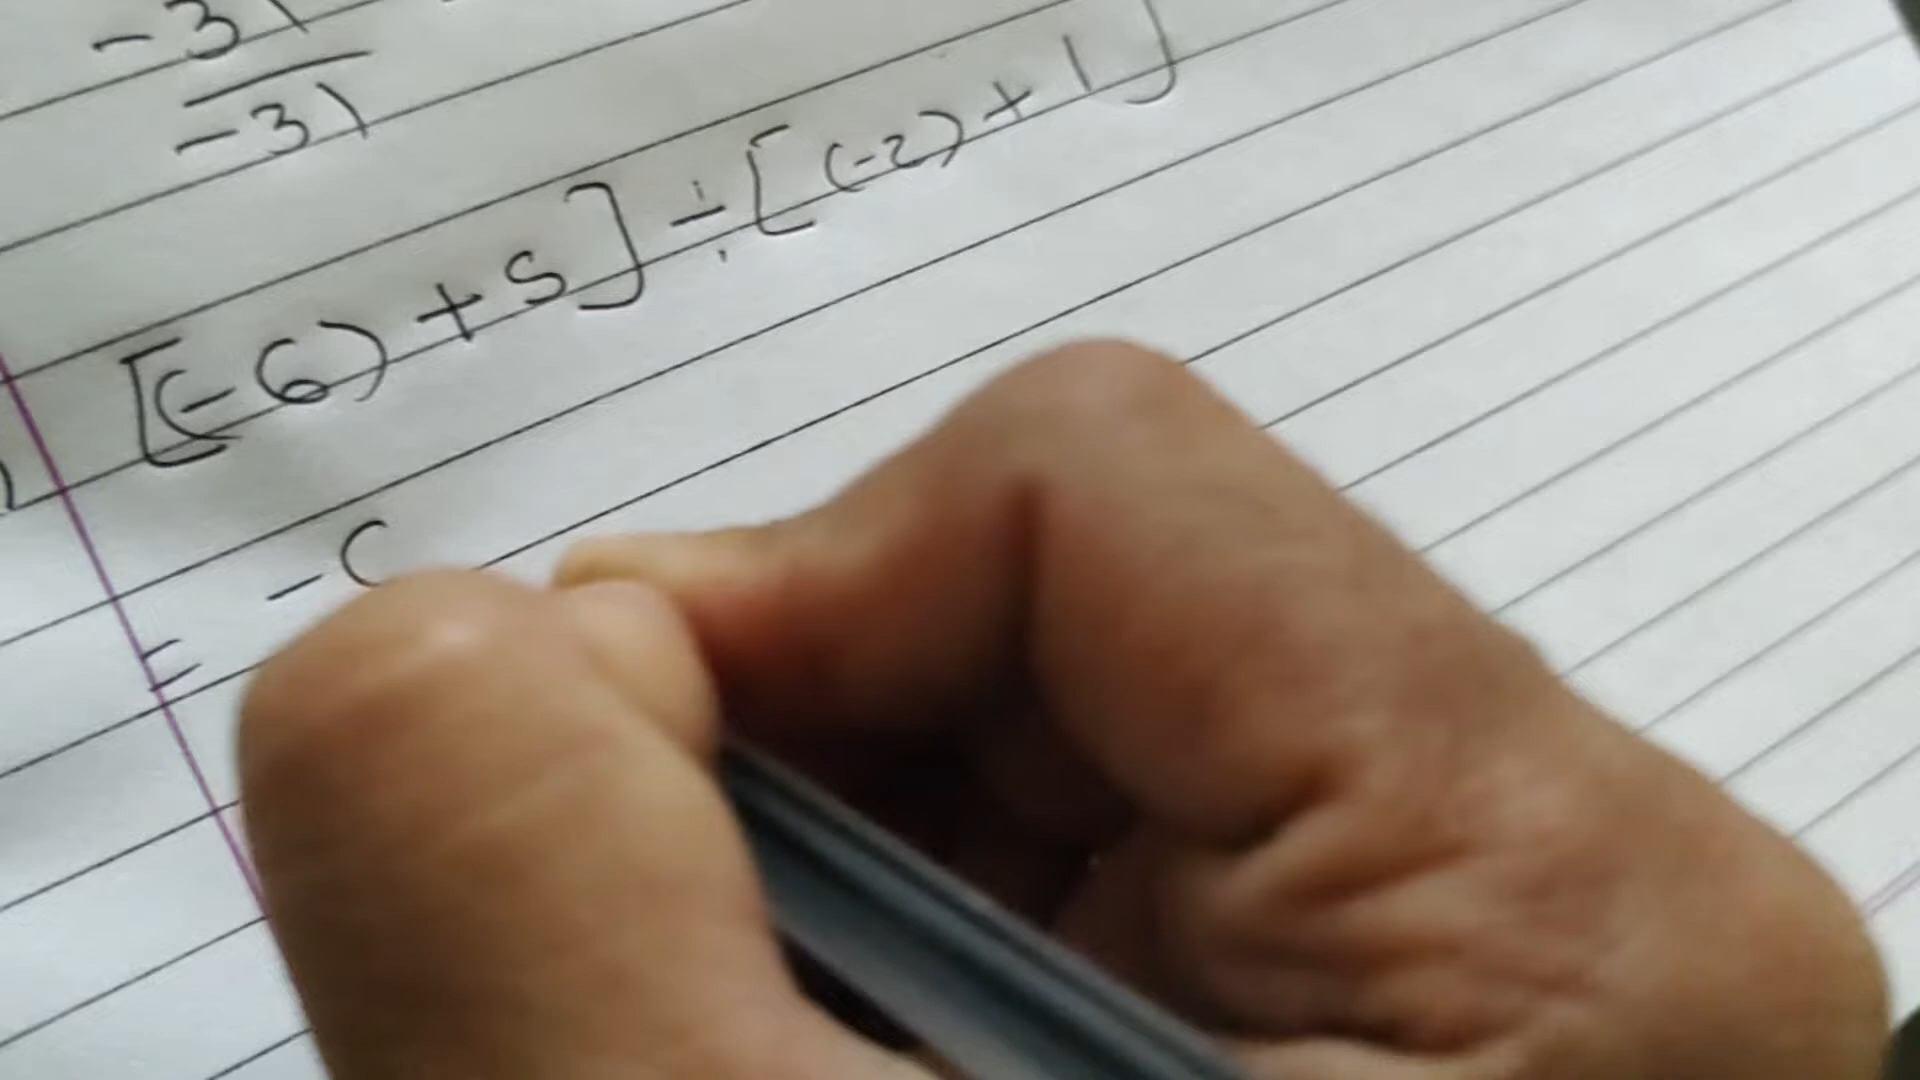 -31
-31
[(-6) + 5] ÷ [(-2) + 1]
= -